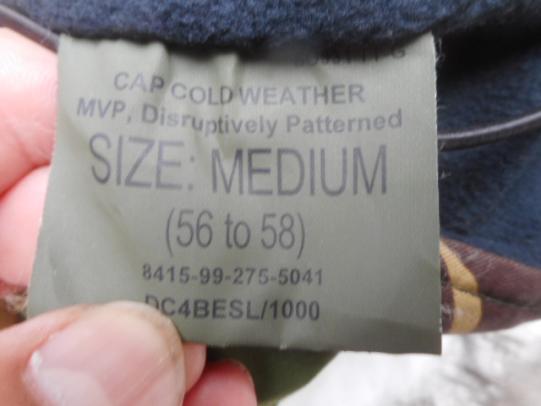 CAP COLD WEATHER
MVP, Disruptively Patterned
SIZE: MEDIUM
(56 to 58)
8415-99-275-5041
DC4BESL/1000